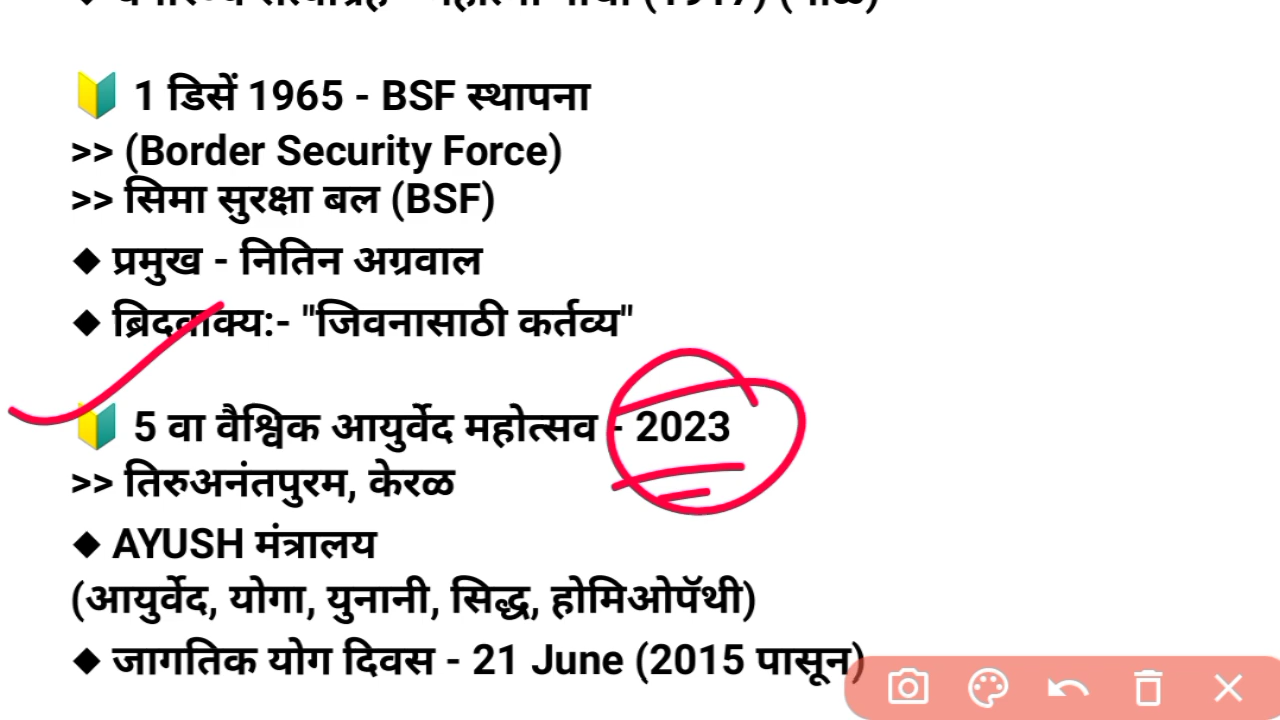 (1917)
1 डिसें 1965 - BSF स्थापना
>> (Border Security Force)
>> सिमा सुरक्षा बल (BSF)
◆ प्रमुख - नितिन अग्रवाल
◆ ब्रिदवाक्य:- "जिवनासाठी कर्तव्य"
5 वा वैश्विक आयुर्वेद महोत्सव - 2023
>> तिरुअनंतपुरम, केरळ
◆ AYUSH मंत्रालय
(आयुर्वेद, योगा, युनानी, सिद्ध, होमिओपॅथी)
◆ जागतिक योग दिवस - 21 June (2015 पासून)